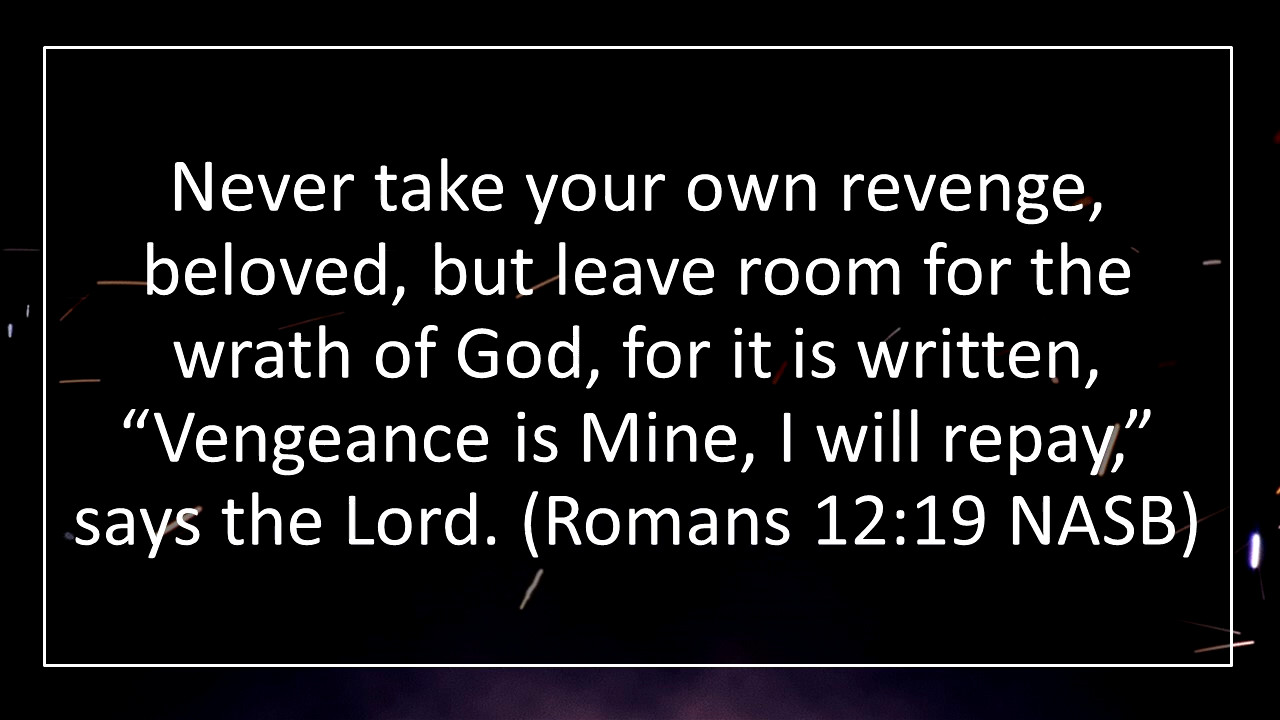 Never take your own revenge,
beloved, but leave room for the
wrath of God, for it is written,
“Vengeance is Mine, I will repay,”
says the Lord. (Romans 12:19 NASB)